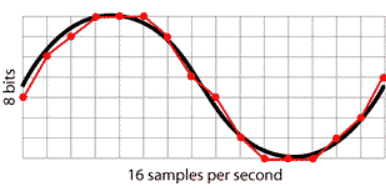 8 bits
16 samples per second